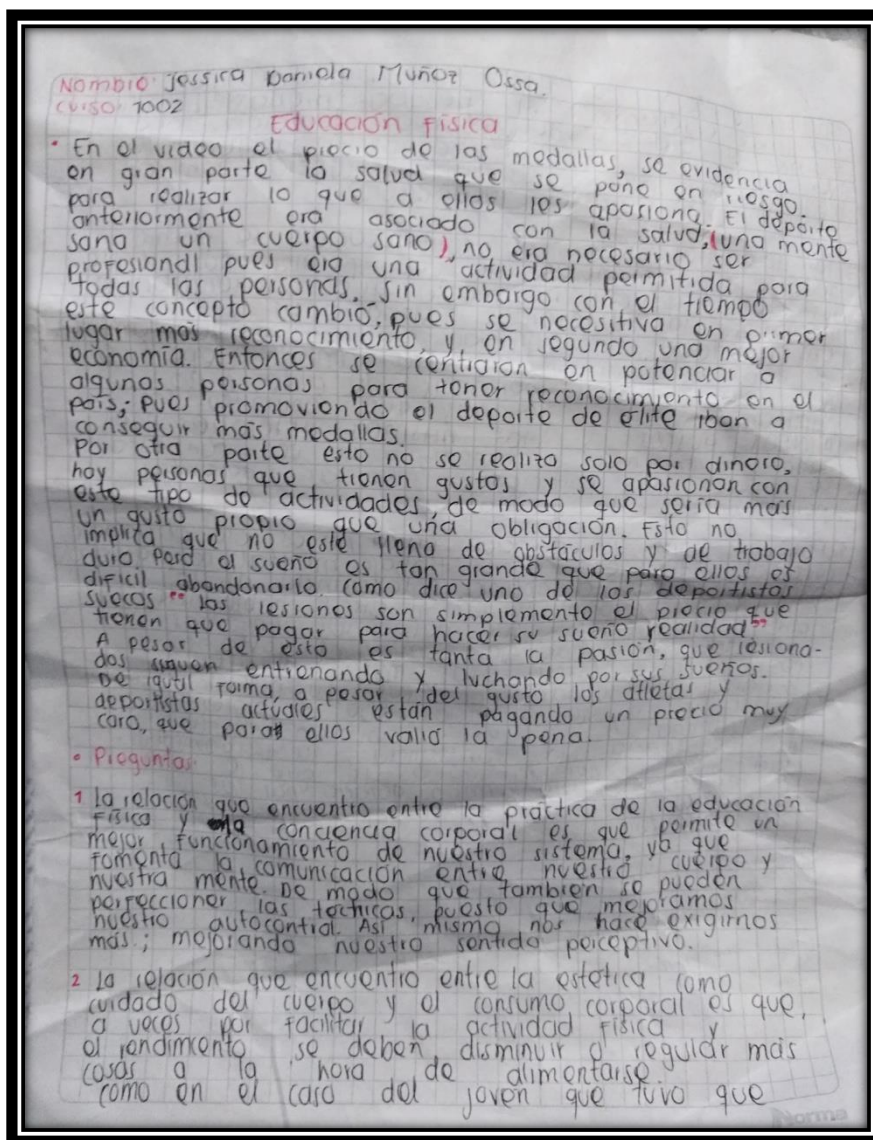 Nombre: Jessica Daniela Muñoz Ossa.
Curso: 1002
Educación Física
• En el video el precio de las medallas, se evidencia
en gran parte la salud que se pone en riesgo.
para realizar lo que a ellos les apasiona. El deporte
anteriormente era asociado con la salud, (una mente
sana un cuerpo sano), no era necesario ser
profesional pues era una actividad permitida para
todas las personas. Sin embargo con el tiempo
este concepto cambio, pues se necesitiva en primer
lugar mas reconocimiento, y, en segundo una mejor
economía. Entonces se centraron en potenciar a
algunas personas para tener reconocimiento en el
país; pues promoviendo el deporte de élite iban a
conseguir mas medallas.
Por otra parte esto no se realiza solo por dinero,
hay personas que tienen gustos y se apasionan con
este tipo de actividades, de modo que seria mas
un gusto propio que una obligación. Esto no
implica que no esté lleno de obstáculos y de trabajo
duro. Pero el sueño es tan grande que para ellos es
dificil abandonarlo. Como dice uno de los deportistas
suecos "las lesiones son simplemente el precio que
tienen que pagar para hacer su sueño realidad"
A pesar de esto es tanta la pasión, que lesiona-
dos siguen entrenando y luchando por sus sueños.
De igual forma, a pesar del gusto los atletas y
deportistas actuales están pagando un precio muy
caro, que para ellos valió la pena.
• Preguntas
1 La relación que encuentro entre la práctica de la educación
Física y la conciencia corporal es que permite un
mejor funcionamiento de nuestro sistema, ya que
fomenta la comunicación entre nuestro cuerpo y
nuestra mente. De modo que tambien se pueden
perfeccionar las técnicas, puesto que mejoramos
nuestro autocontrol. Así mismo nos hace exigirnos
más; mejorando nuestro sentido perceptivo.
2 La relación que encuentro entre la estética como
cuidado del cuerpo y el consumo corporal es que,
a veces por facilitar la actividad física y
el rendimiento se deben disminuir o regular mas
cosas a la hora de alimentarse.
como en el caso del joven que tuvo que
Norma